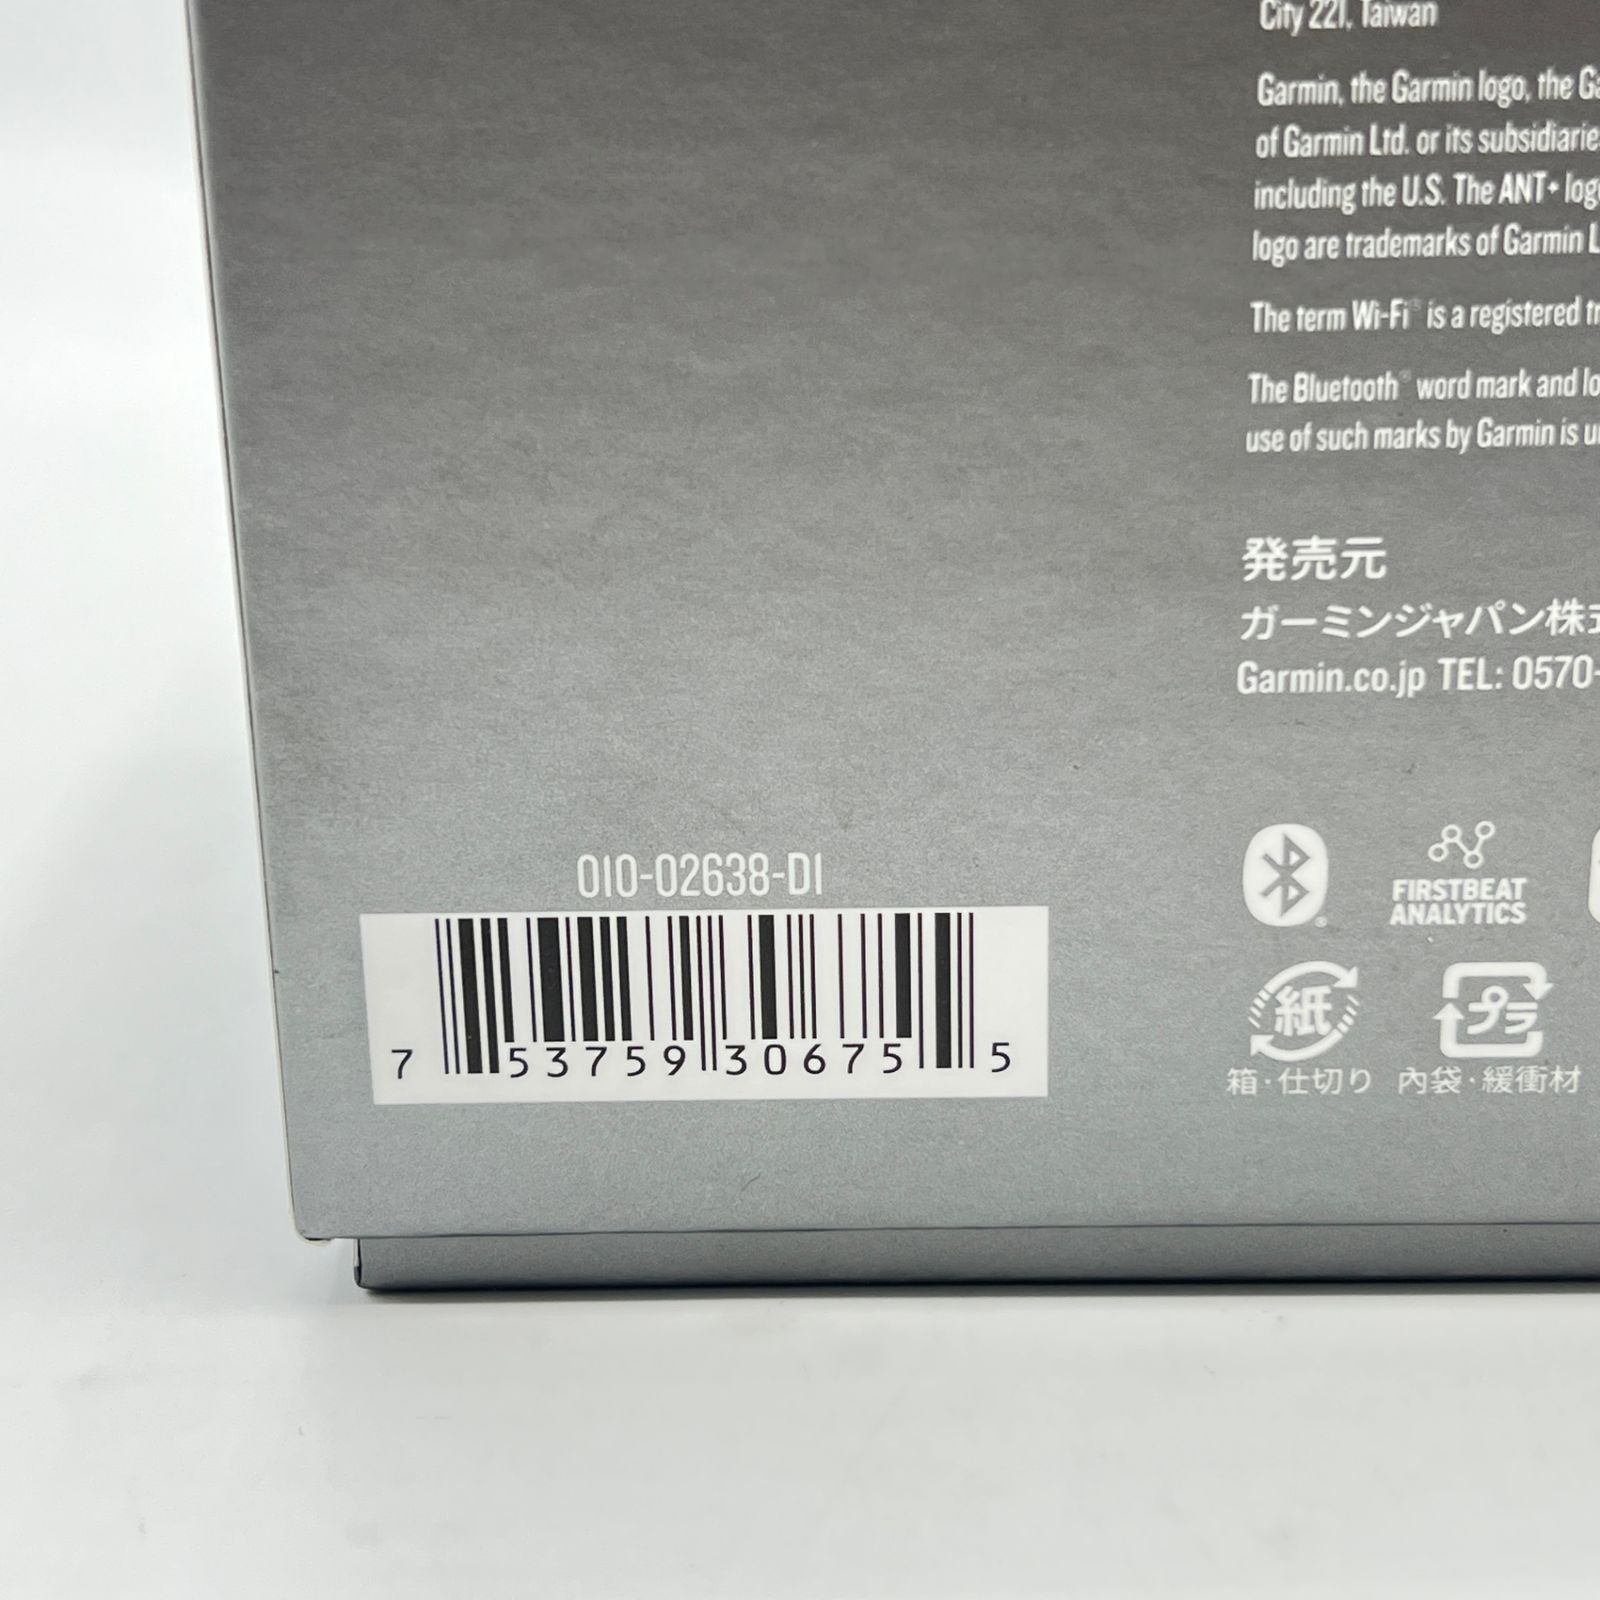 City 221, Taiwan
Garmin, the Garmin logo, the Ga
of Garmin Ltd. or its subsidiarie
including the U.S. The ANT+ log
logo are trademarks of Garmin L
The term Wi-Fi® is a registered tr
The Bluetooth® word mark and lo
use of such marks by Garmin is u
発売元
ガーミンジャパン株式
Garmin.co.jp TEL: 0570-
010-02638-D1
7 53759 30675 5
FIRSTBEAT
ANALYTICS
紙 プラ
箱・仕切り 内袋・緩衝材